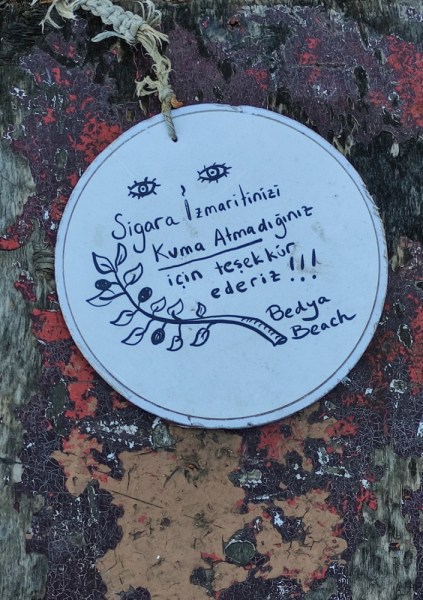 Sigara İzmaritinizi
Kuma Atmadığınız
için teşekkür
ederiz !!!
Bedya
Beach